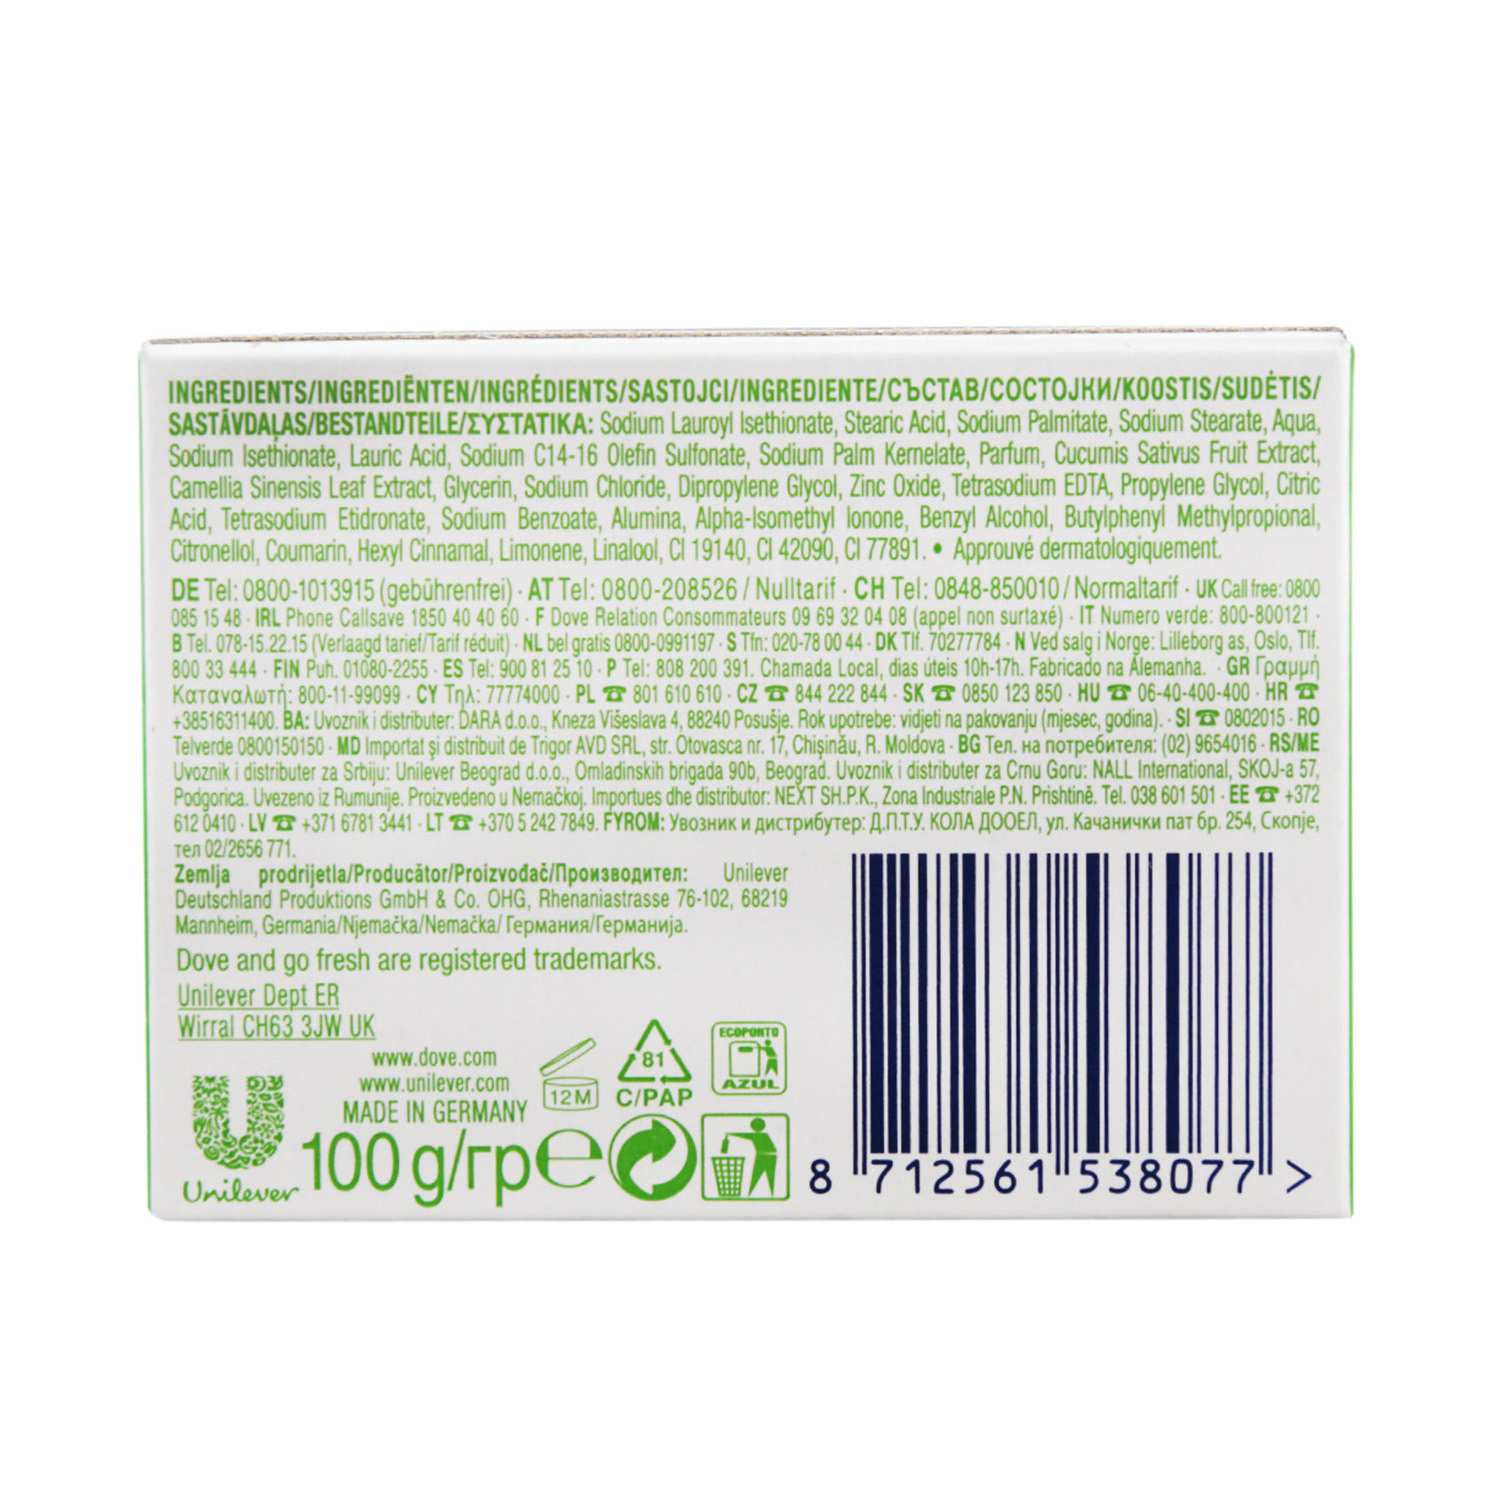 INGREDIENTS/INGREDIËNTEN/INGRÉDIENTS/SASTOJCI/INGREDIENTE/СЪСТАВ/СОСТОЈКИ/KOOSTIS/SUDĖTIS/
SASTĀVDAĻAS/BESTANDTEILE/ΣΥΣΤΑΤΙΚΑ: Sodium Lauroyl Isethionate, Stearic Acid, Sodium Palmitate, Sodium Stearate, Aqua,
Sodium Isethionate, Lauric Acid, Sodium C14-16 Olefin Sulfonate, Sodium Palm Kernelate, Parfum, Cucumis Sativus Fruit Extract,
Camellia Sinensis Leaf Extract, Glycerin, Sodium Chloride, Dipropylene Glycol, Zinc Oxide, Tetrasodium EDTA, Propylene Glycol, Citric
Acid, Tetrasodium Etidronate, Sodium Benzoate, Alumina, Alpha-Isomethyl Ionone, Benzyl Alcohol, Butylphenyl Methylpropional,
Citronellol, Coumarin, Hexyl Cinnamal, Limonene, Linalool, CI 19140, CI 42090, CI 77891. • Approuvé dermatologiquement.
DE Tel: 0800-1013915 (gebührenfrei) · AT Tel: 0800-208526 / Nulltarif · CH Tel: 0848-850010 / Normaltarif · UK Call free: 0800
085 15 48 · IRL Phone Callsave 1850 40 40 60 · F Dove Relation Consommateurs 09 69 32 04 08 (appel non surtaxé) · IT Numero verde: 800-800121 ·
B Tel. 078-15.22.15 (Verlaagd tarief/Tarif réduit) · NL bel gratis 0800-0991197 · S Tfn: 020-78 00 44 · DK Tlf. 70277784 · N Ved salg i Norge: Lilleborg as, Oslo, Tlf.
800 33 444 · FIN Puh. 01080-2255 · ES Tel: 900 81 25 10 · P Tel: 808 200 391. Chamada Local, dias úteis 10h-17h. Fabricado na Alemanha. · GR Γραμμή
Καταναλωτή: 800-11-99099 · CY Τηλ: 77774000 · PL ☎ 801 610 610 · CZ ☎ 844 222 844 · SK ☎ 0850 123 850 · HU ☎ 06-40-400-400 · HR ☎
+38516311400. BA: Uvoznik i distributer: DARA d.o.o., Kneza Višeslava 4, 88240 Posušje. Rok upotrebe: vidjeti na pakovanju (mjesec, godina). · SI ☎ 0802015 · RO
Telverde 0800150150 · MD Importat şi distribuit de Trigor AVD SRL, str. Otovasca nr. 17, Chişinău, R. Moldova · BG Тел. на потребителя: (02) 9654016 · RS/ME
Uvoznik i distributer za Srbiju: Unilever Beograd d.o.o., Omladinskih brigada 90b, Beograd. Uvoznik i distributer za Crnu Goru: NALL International, SKOJ-a 57,
Podgorica. Uvezeno iz Rumunije. Proizvedeno u Nemačkoj. Importues dhe distributor: NEXT SH.P.K., Zona Industriale P.N. Prishtinë. Tel. 038 601 501 · EE ☎ +372
612 0410 · LV ☎ +371 6781 3441 · LT ☎ +370 5 242 7849. FYROM: Увозник и дистрибутер: Д.П.Т.У. КОЛА ДООЕЛ, ул. Качанички пат бр. 254, Скопје,
тел 02/2656 771.
Zemlja prodrijetla/Producător/Proizvođač/Производител: Unilever
Deutschland Produktions GmbH & Co. OHG, Rhenaniastrasse 76-102, 68219
Mannheim, Germania/Njemačka/Nemačka/ Германия/Германија.
Dove and go fresh are registered trademarks.
Unilever Dept ER
Wirral CH63 3JW UK
www.dove.com
www.unilever.com
MADE IN GERMANY
12M
81
C/PAP
ECOPONTO
AZUL
Unilever
100 g/гр℮
8 712561 538077 >